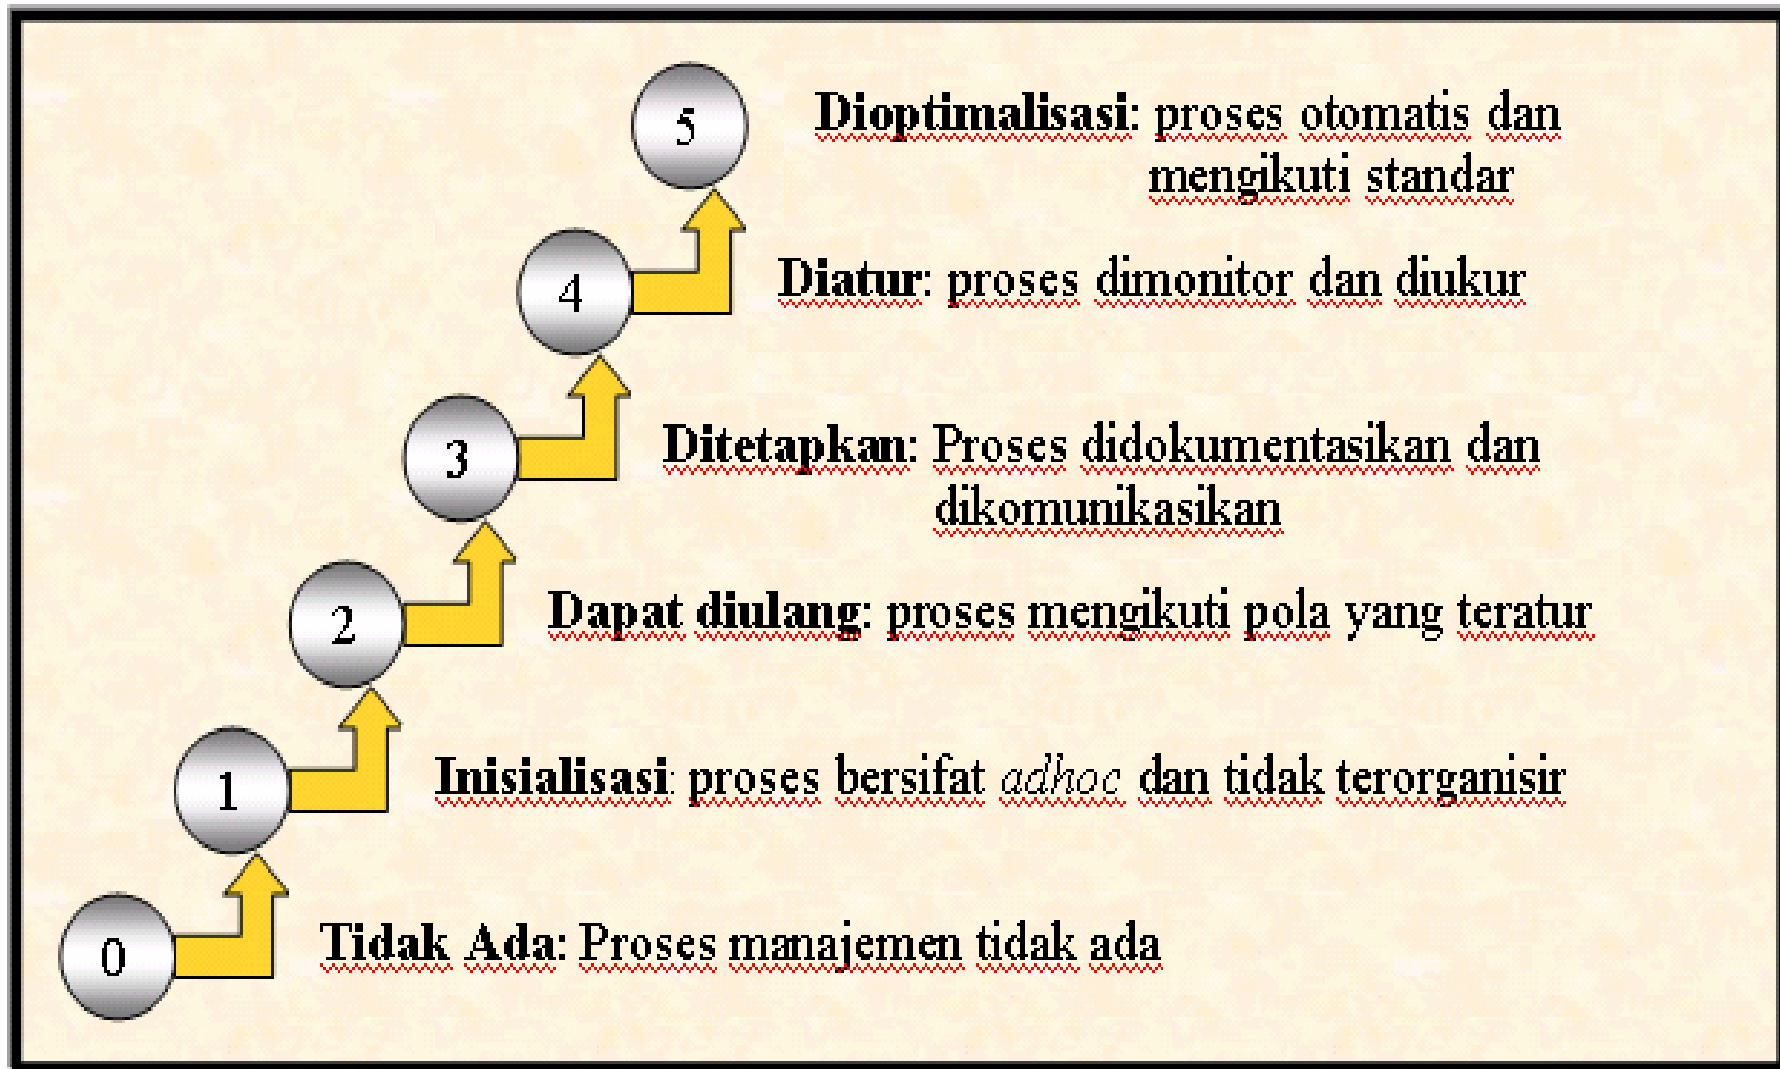 5
Dioptimalisasi: proses otomatis dan
mengikuti standar
4
Diatur: proses dimonitor dan diukur
3
Ditetapkan: Proses didokumentasikan dan
dikomunikasikan
2
Dapat diulang: proses mengikuti pola yang teratur
1
Inisialisasi: proses bersifat adhoc dan tidak terorganisir
0
Tidak Ada: Proses manajemen tidak ada